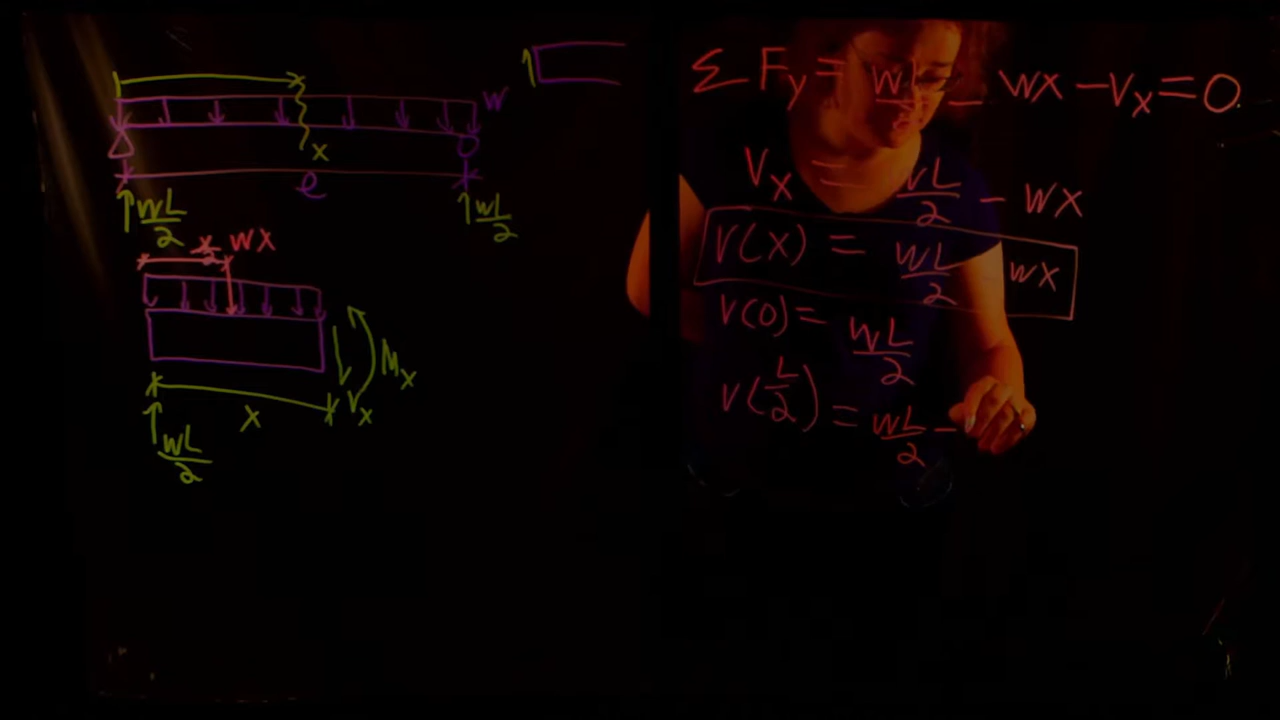 w
x
l
wL/2
wL/2
x/2 wx
Mx
Vx
x
wL/2
ΣFy = wL/2 - wx - Vx = 0
Vx = wL/2 - wx
V(x) = wL/2 wx
V(0) = wL/2
V(L/2) = wL/2 -